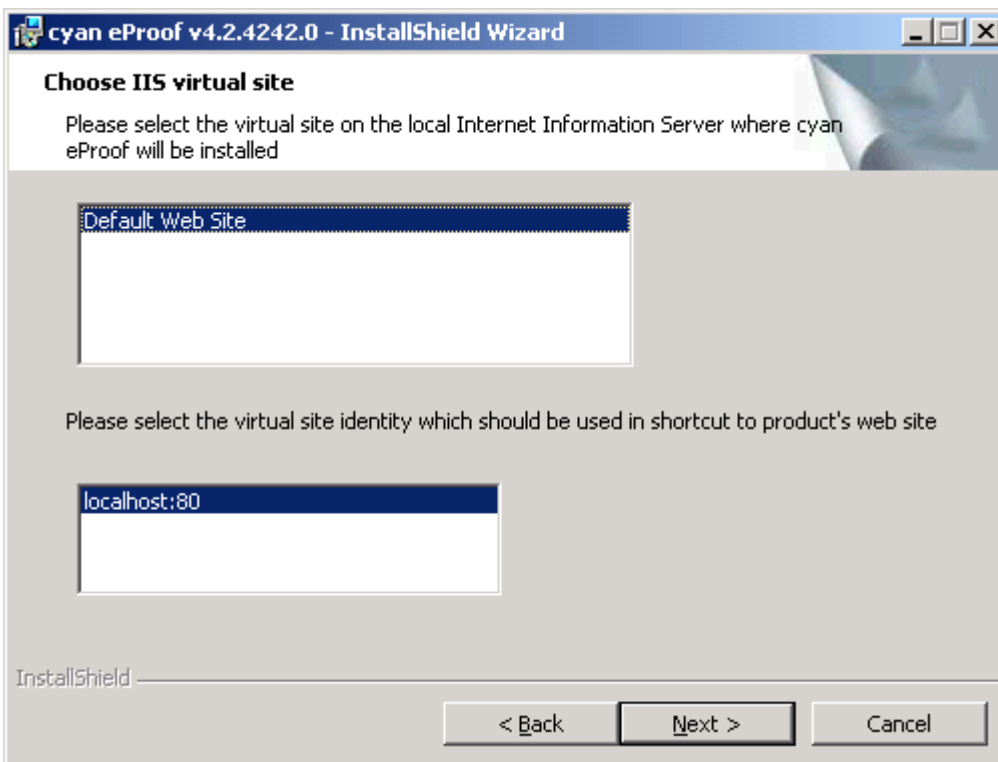 cyan eProof v4.2.4242.0 - InstallShield Wizard
Choose IIS virtual site
Please select the virtual site on the local Internet Information Server where cyan
eProof will be installed
Default Web Site
Please select the virtual site identity which should be used in shortcut to product's web site
localhost:80
InstallShield
< Back Next > Cancel